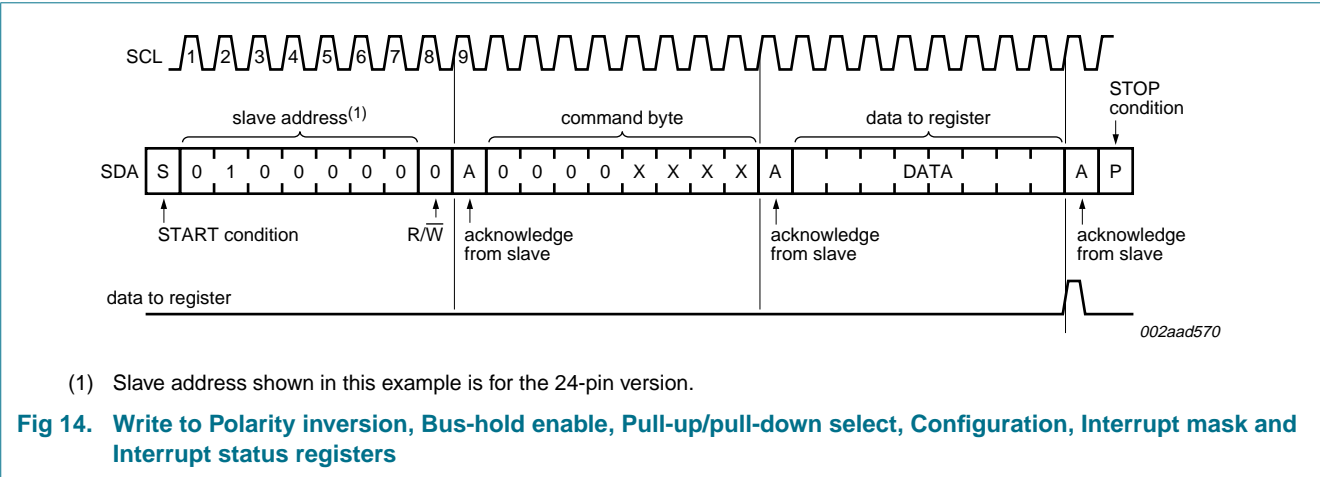 SCL 1 2 3 4 5 6 7 8 9
STOP
condition
slave address(1) command byte data to register
SDA S 0 1 0 0 0 0 0 0 A 0 0 0 0 X X X X A DATA A P
START condition R/W̅ acknowledge from slave acknowledge from slave acknowledge from slave
data to register
002aad570
(1) Slave address shown in this example is for the 24-pin version.
Fig 14. Write to Polarity inversion, Bus-hold enable, Pull-up/pull-down select, Configuration, Interrupt mask and
Interrupt status registers